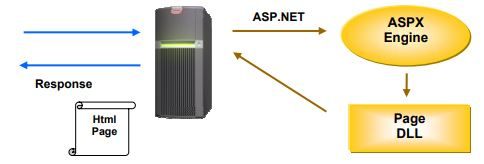 ASP.NET
ASPX
Engine
Response
Html
Page
Page
DLL